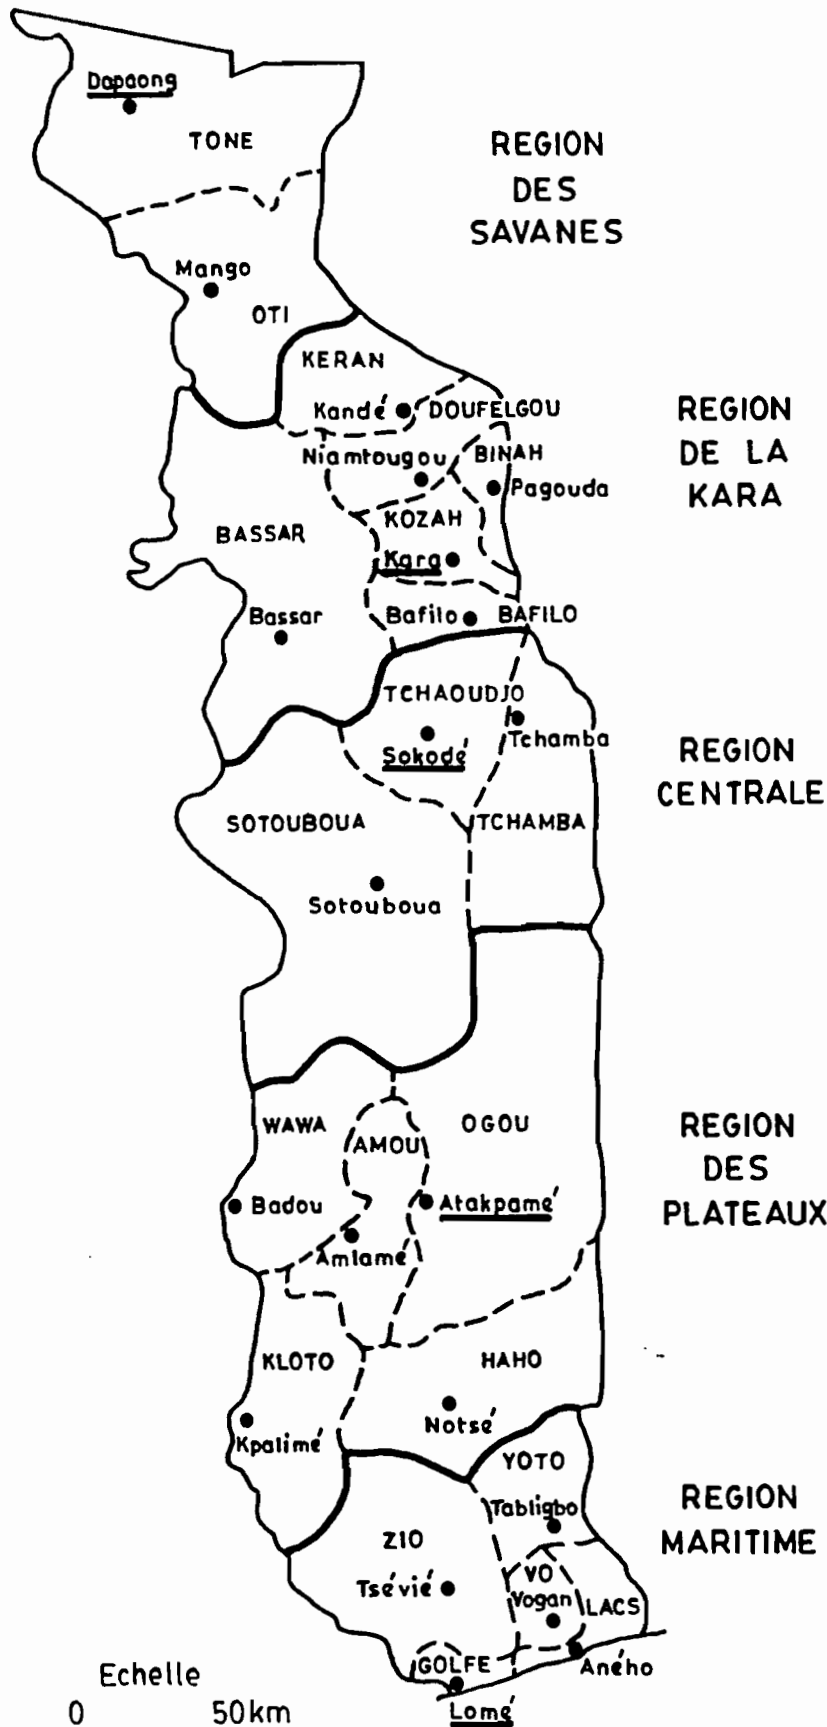 Dapaong
TONE
REGION
DES
SAVANES
Mango
OTI
KERAN
Kandé
DOUFELGOU
REGION
DE LA
KARA
Niamtougou
BINAH
Pagouda
KOZAH
BASSAR
Kara
Bassar
Bafilo
BAFILO
TCHAOUDJO
Sokodé
Tchamba
REGION
CENTRALE
SOTOUBOUA
TCHAMBA
Sotouboua
WAWA
AMOU
OGOU
REGION
DES
PLATEAUX
Badou
Atakpamé
Amlamé
KLOTO
HAHO
Notsé
Kpalimé
YOTO
Tabligbo
REGION
MARITIME
ZIO
VO
Tsévié
Vogan
LACS
GOLFE
Aného
Lomé
Echelle
0 50km